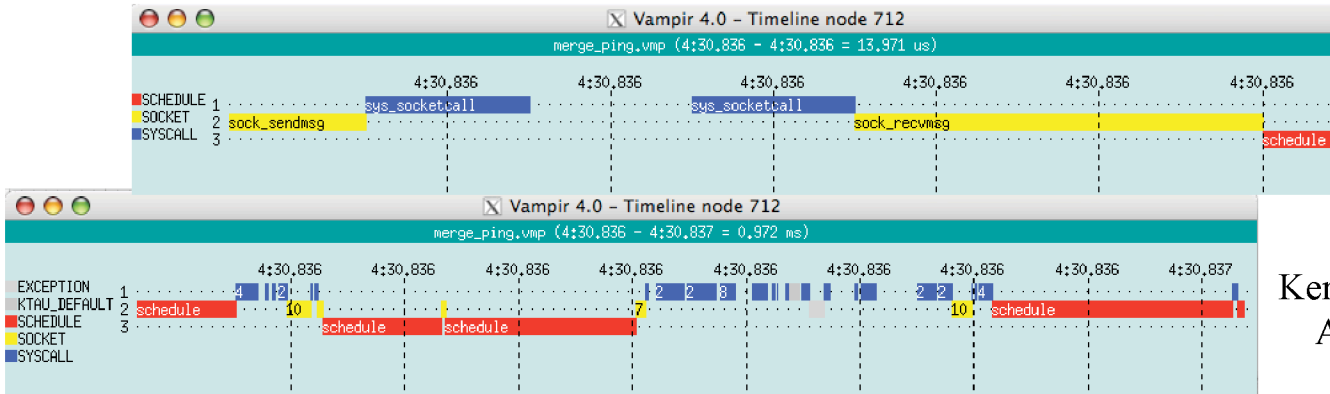 X Vampir 4.0 - Timeline node 712
merge_ping.vmp (4:30.836 - 4:30.836 = 13.971 us)
4:30.836 4:30.836 4:30.836 4:30.836 4:30.836 4:30.836
SCHEDULE 1 sys_socketcall sys_socketcall
SOCKET 2 sock_sendmsg sock_recvmsg
SYSCALL 3 schedule
X Vampir 4.0 - Timeline node 712
merge_ping.vmp (4:30.836 - 4:30.837 = 0.972 ms)
4:30.836 4:30.836 4:30.836 4:30.836 4:30.836 4:30.836 4:30.836 4:30.836 4:30.837
EXCEPTION 1 4 2 2 2 8 2 2 4
KTAU_DEFAULT 2 schedule 10 7 10 schedule
SCHEDULE 3 schedule schedule
SOCKET
SYSCALL
Ker
A